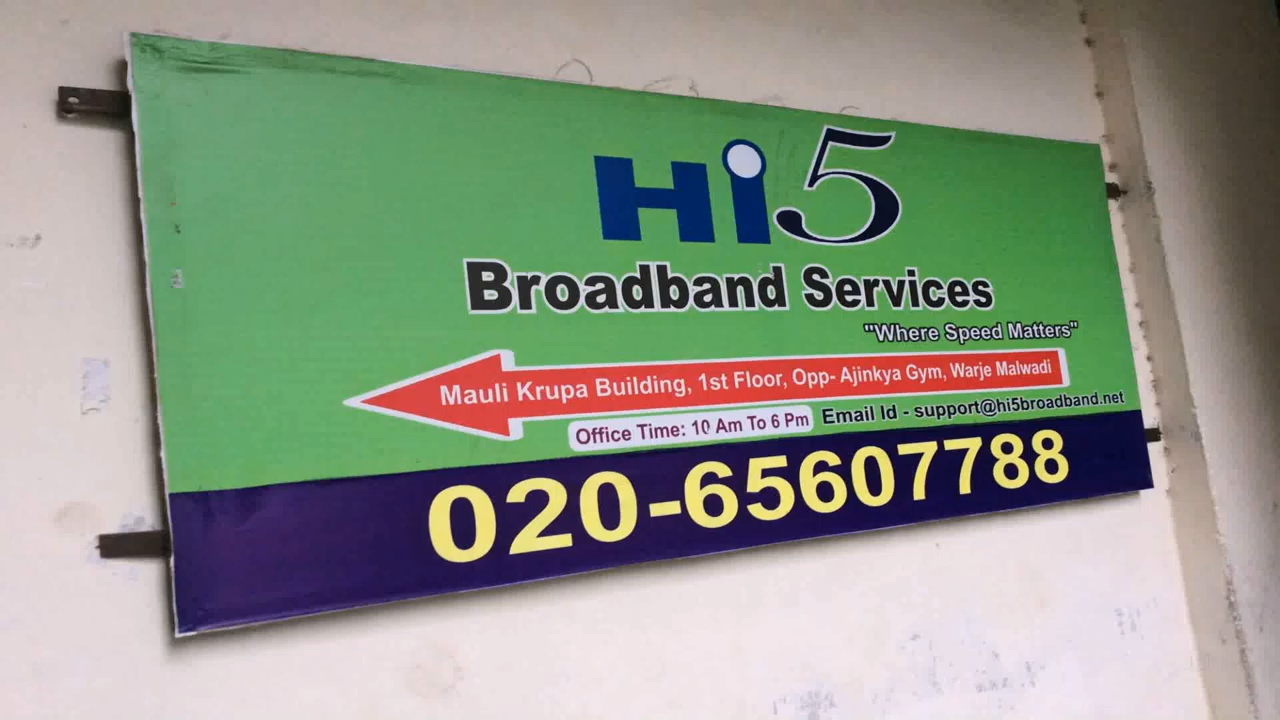 Hi5
Broadband Services
"Where Speed Matters"
Mauli Krupa Building, 1st Floor, Opp- Ajinkya Gym, Warje Malwadi
Office Time: 10 Am To 6 Pm
Email Id - support@hi5broadband.net
020-65607788